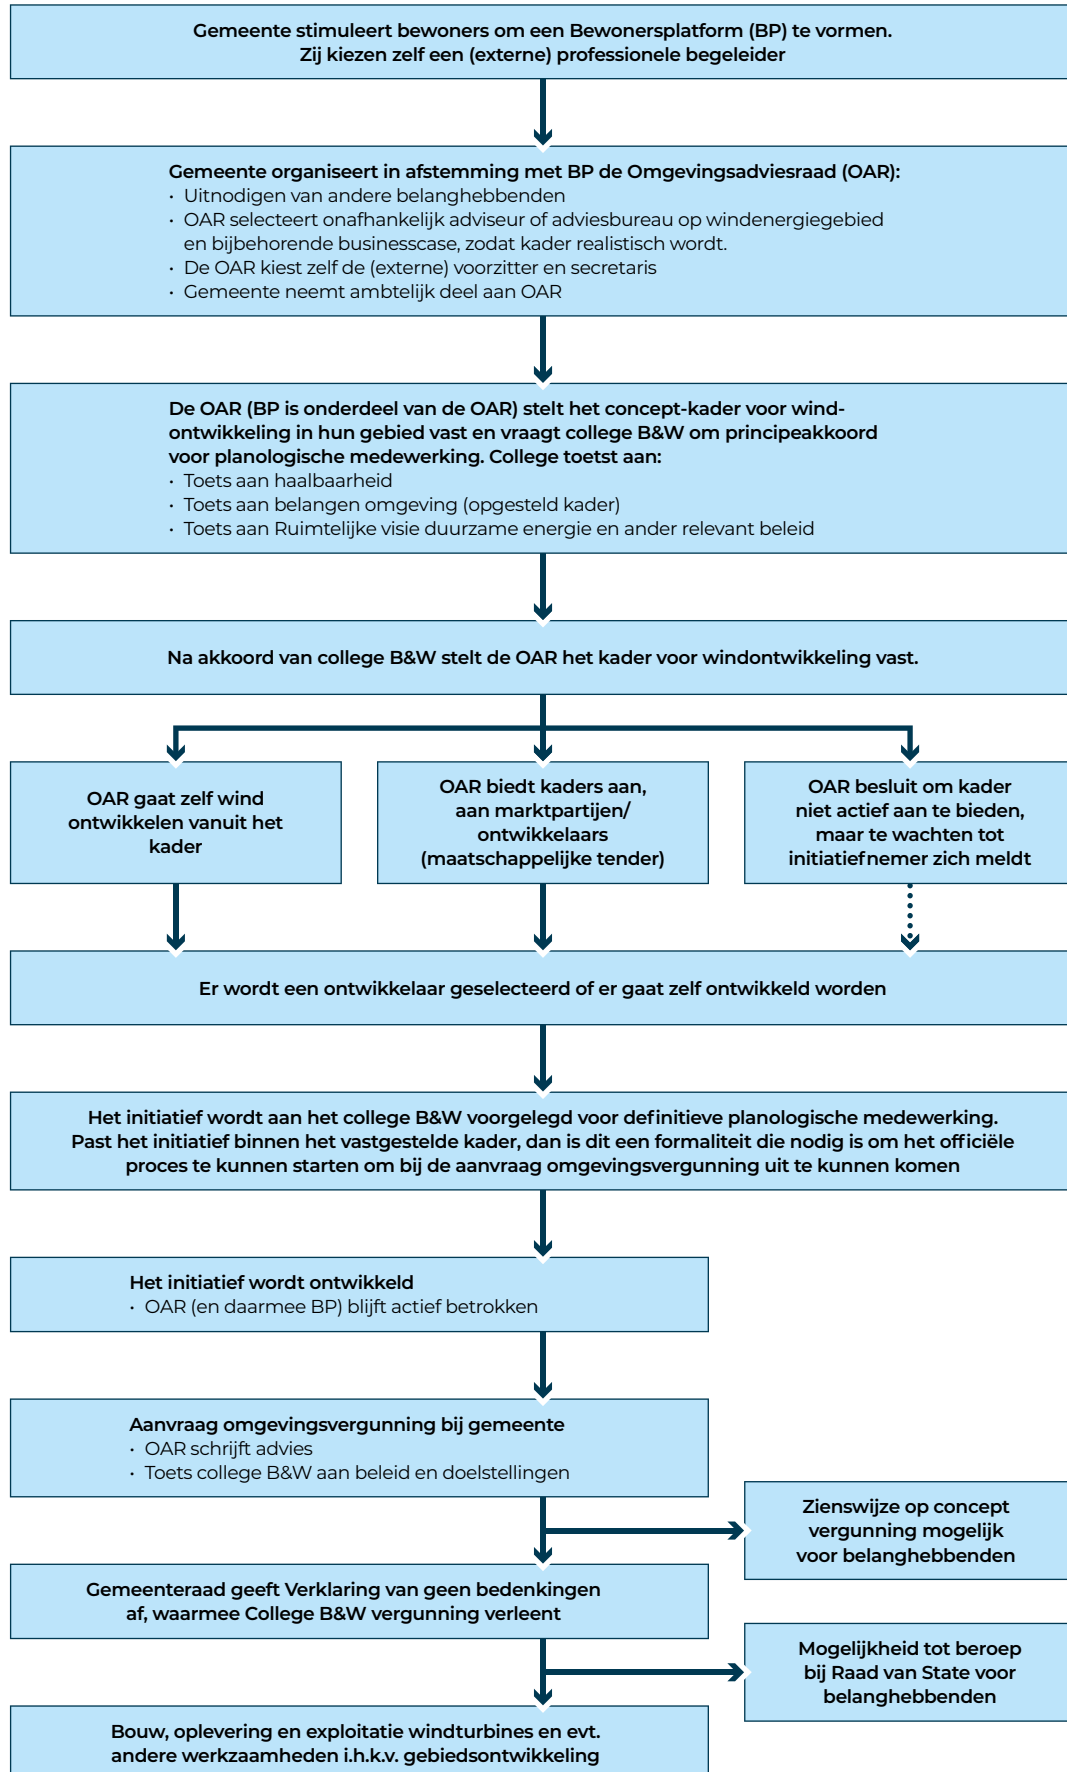 Gemeente stimuleert bewoners om een Bewonersplatform (BP) te vormen.
Zij kiezen zelf een (externe) professionele begeleider
Gemeente organiseert in afstemming met BP de Omgevingsadviesraad (OAR):
· Uitnodigen van andere belanghebbenden
· OAR selecteert onafhankelijk adviseur of adviesbureau op windenergiegebied
en bijbehorende businesscase, zodat kader realistisch wordt.
· De OAR kiest zelf de (externe) voorzitter en secretaris
· Gemeente neemt ambtelijk deel aan OAR
De OAR (BP is onderdeel van de OAR) stelt het concept-kader voor wind-
ontwikkeling in hun gebied vast en vraagt college B&W om principeakkoord
voor planologische medewerking. College toetst aan:
· Toets aan haalbaarheid
· Toets aan belangen omgeving (opgesteld kader)
· Toets aan Ruimtelijke visie duurzame energie en ander relevant beleid
Na akkoord van college B&W stelt de OAR het kader voor windontwikkeling vast.
OAR gaat zelf wind
ontwikkelen vanuit het
kader
OAR biedt kaders aan,
aan marktpartijen/
ontwikkelaars
(maatschappelijke tender)
OAR besluit om kader
niet actief aan te bieden,
maar te wachten tot
initiatiefnemer zich meldt
Er wordt een ontwikkelaar geselecteerd of er gaat zelf ontwikkeld worden
Het initiatief wordt aan het college B&W voorgelegd voor definitieve planologische medewerking.
Past het initiatief binnen het vastgestelde kader, dan is dit een formaliteit die nodig is om het officiële
proces te kunnen starten om bij de aanvraag omgevingsvergunning uit te kunnen komen
Het initiatief wordt ontwikkeld
· OAR (en daarmee BP) blijft actief betrokken
Aanvraag omgevingsvergunning bij gemeente
· OAR schrijft advies
· Toets college B&W aan beleid en doelstellingen
Zienswijze op concept
vergunning mogelijk
voor belanghebbenden
Gemeenteraad geeft Verklaring van geen bedenkingen
af, waarmee College B&W vergunning verleent
Mogelijkheid tot beroep
bij Raad van State voor
belanghebbenden
Bouw, oplevering en exploitatie windturbines en evt.
andere werkzaamheden i.h.k.v. gebiedsontwikkeling